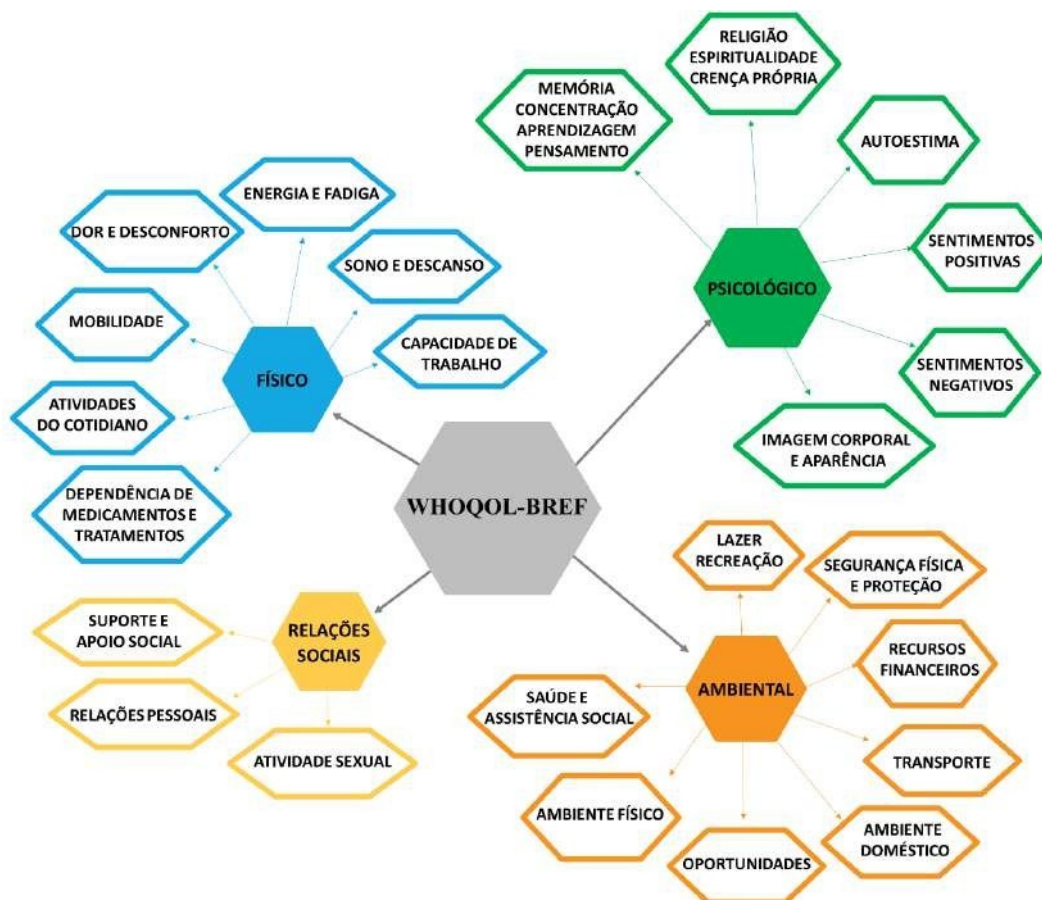 RELIGIÃO
ESPIRITUALIDADE
CRENÇA PRÓPRIA
MEMÓRIA
CONCENTRAÇÃO
APRENDIZAGEM
PENSAMENTO
AUTOESTIMA
SENTIMENTOS
POSITIVAS
PSICOLÓGICO
SENTIMENTOS
NEGATIVOS
IMAGEM CORPORAL
E APARÊNCIA
ENERGIA E FADIGA
DOR E DESCONFORTO
SONO E DESCANSO
MOBILIDADE
CAPACIDADE DE
TRABALHO
FÍSICO
ATIVIDADES
DO COTIDIANO
DEPENDÊNCIA DE
MEDICAMENTOS E
TRATAMENTOS
WHOQOL-BREF
SUPORTE E
APOIO SOCIAL
RELAÇÕES
SOCIAIS
RELAÇÕES PESSOAIS
ATIVIDADE SEXUAL
LAZER
RECREAÇÃO
SEGURANÇA FÍSICA
E PROTEÇÃO
RECURSOS
FINANCEIROS
AMBIENTAL
SAÚDE E
ASSISTÊNCIA SOCIAL
TRANSPORTE
AMBIENTE FÍSICO
AMBIENTE
DOMÉSTICO
OPORTUNIDADES